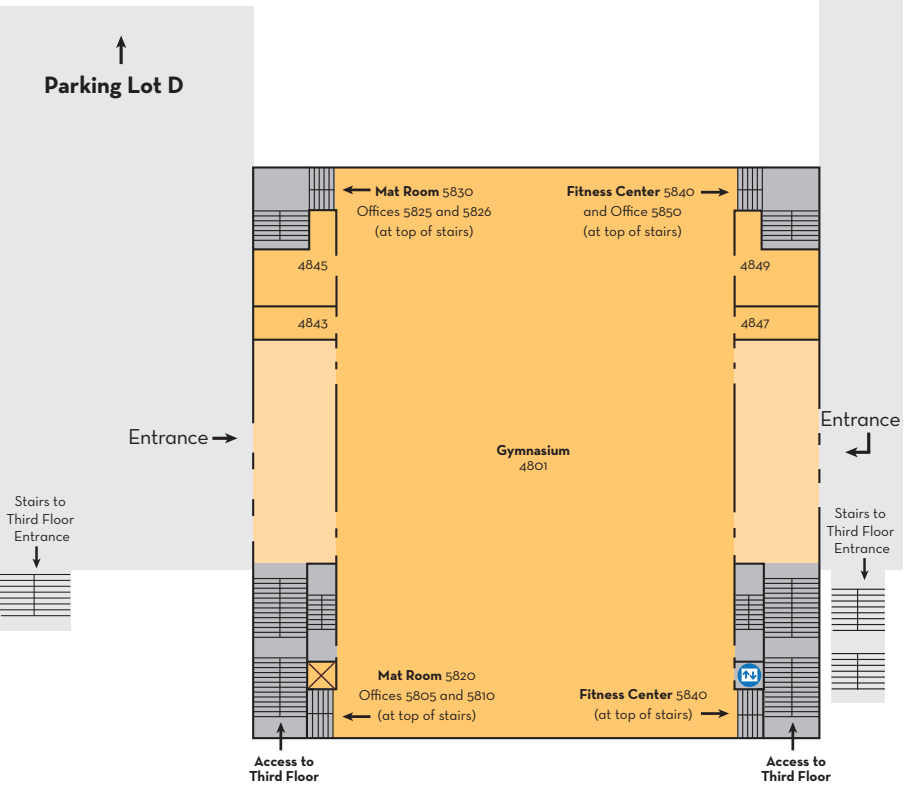 Parking Lot D
Mat Room 5830
Offices 5825 and 5826
(at top of stairs)
Fitness Center 5840
and Office 5850
(at top of stairs)
4845
4849
4843
4847
Entrance
Entrance
Gymnasium
4801
Stairs to
Third Floor
Entrance
Stairs to
Third Floor
Entrance
Mat Room 5820
Offices 5805 and 5810
(at top of stairs)
Fitness Center 5840
(at top of stairs)
Access to
Third Floor
Access to
Third Floor